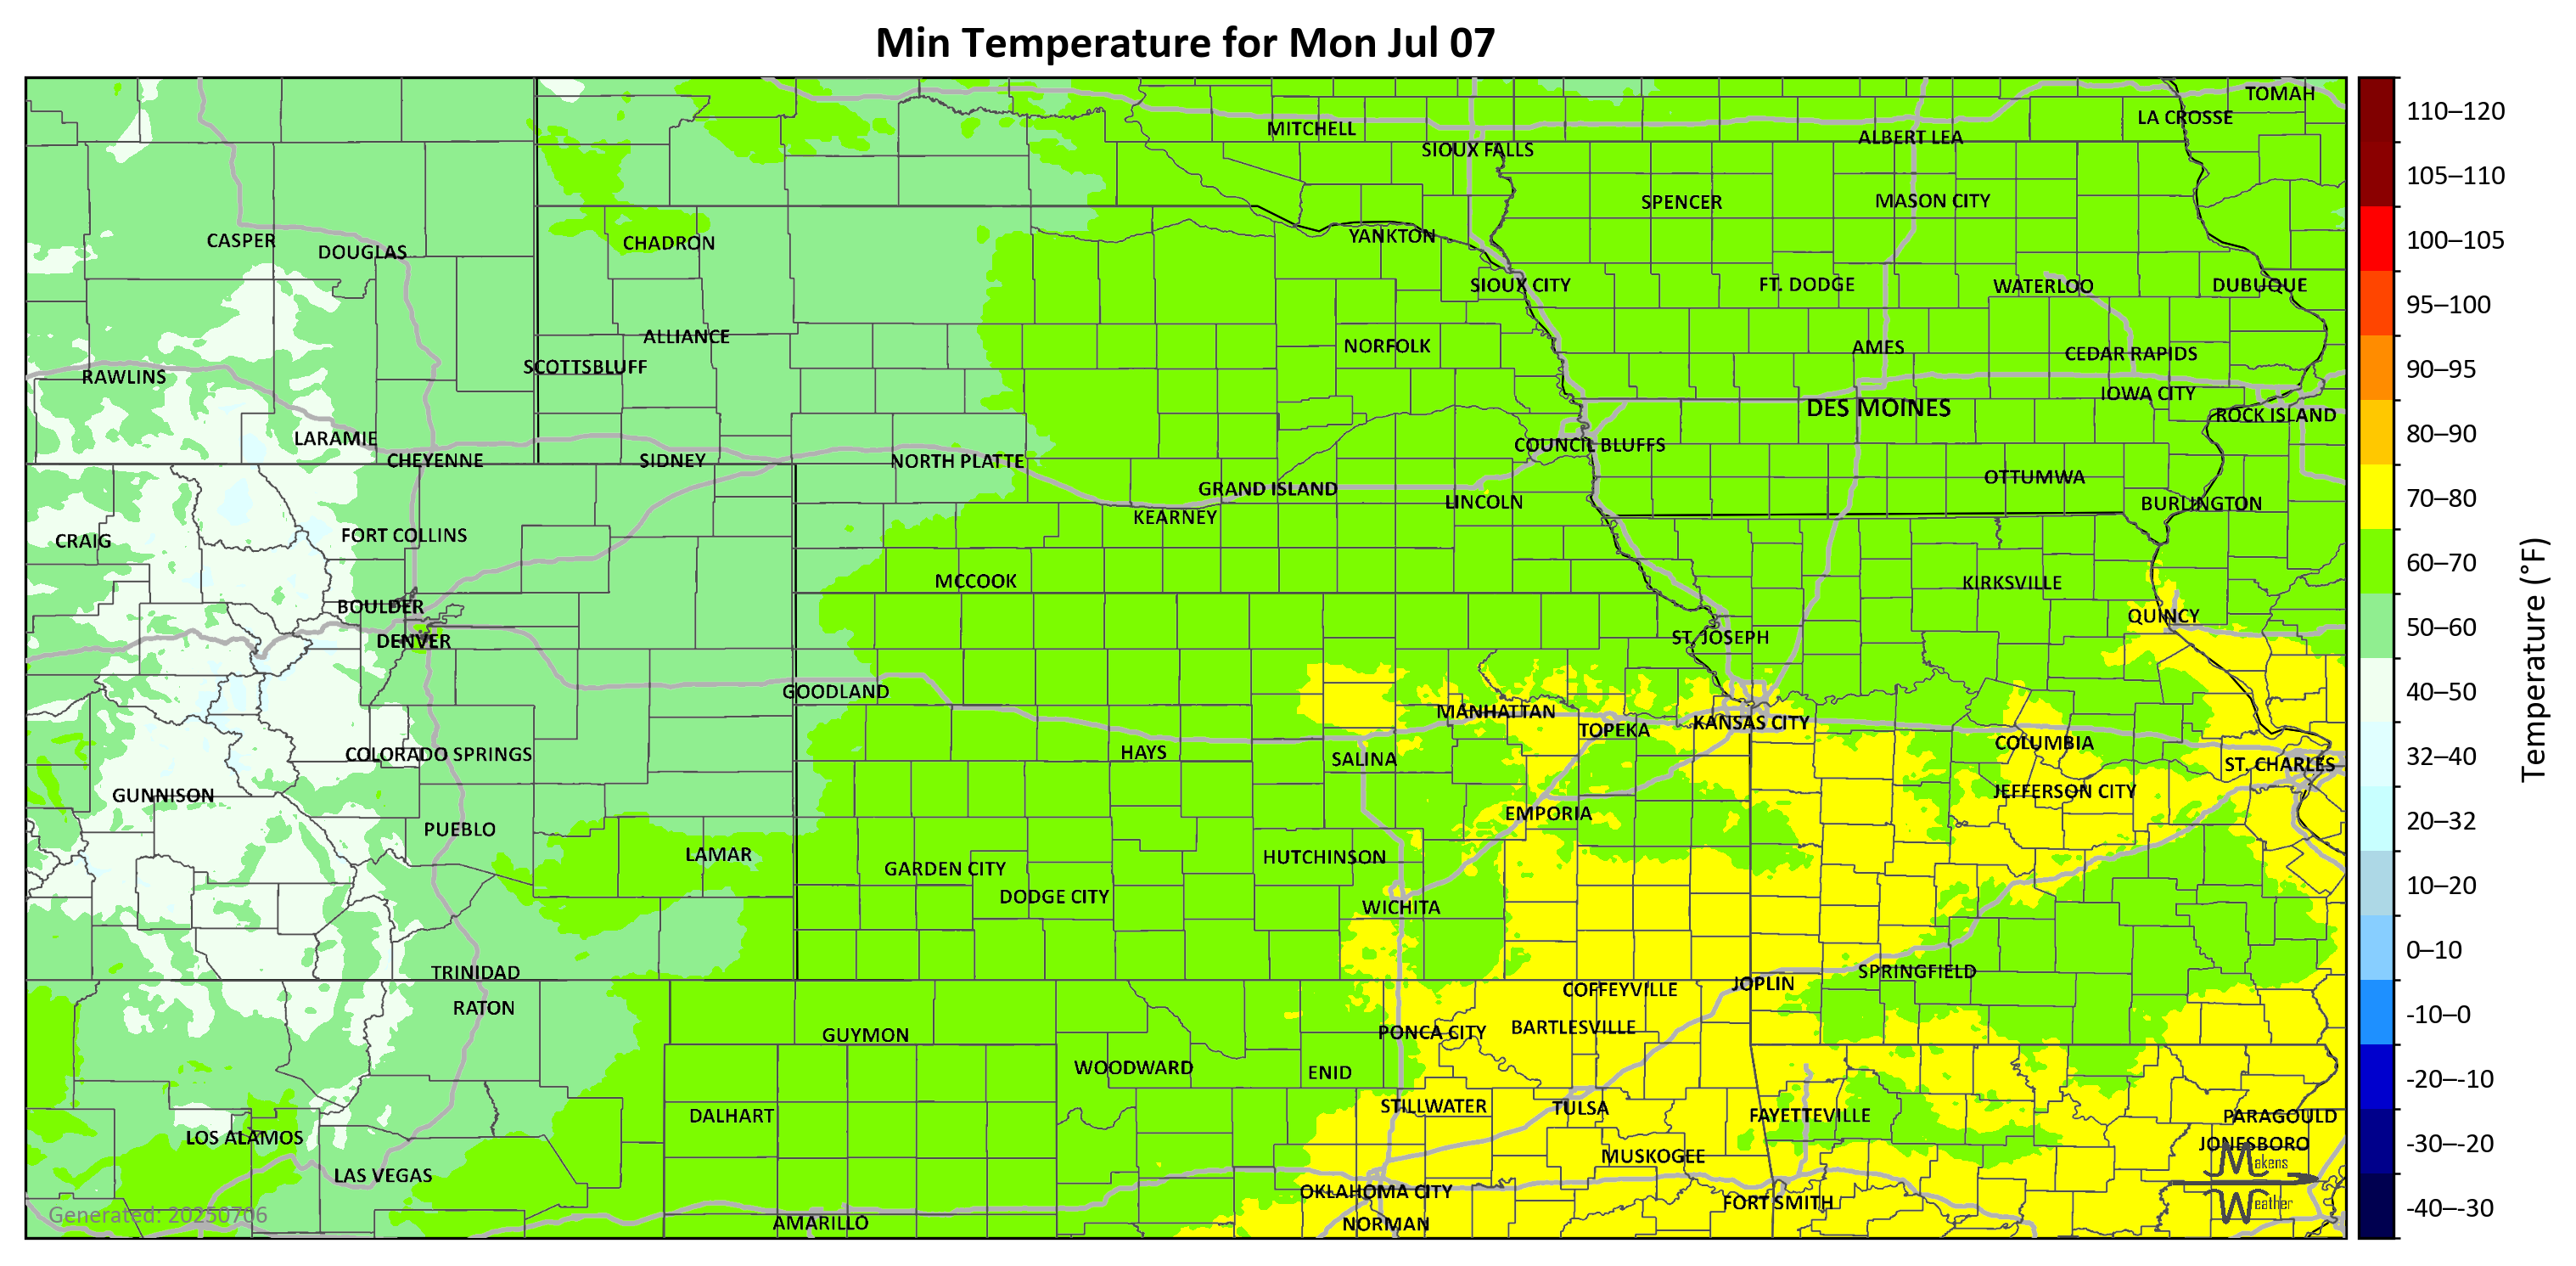 Min Temperature for Mon Jul 07
TOMAH
LA CROSSE
MITCHELL
ALBERT LEA
SIOUX FALLS
SPENCER
MASON CITY
CASPER
DOUGLAS
CHADRON
YANKTON
SIOUX CITY
FT. DODGE
WATERLOO
DUBUQUE
ALLIANCE
NORFOLK
AMES
CEDAR RAPIDS
SCOTTSBLUFF
RAWLINS
IOWA CITY
DES MOINES
ROCK ISLAND
LARAMIE
COUNCIL BLUFFS
CHEYENNE
SIDNEY
NORTH PLATTE
OTTUMWA
GRAND ISLAND
LINCOLN
BURLINGTON
KEARNEY
CRAIG
FORT COLLINS
MCCOOK
KIRKSVILLE
BOULDER
QUINCY
DENVER
ST. JOSEPH
GOODLAND
MANHATTAN
TOPEKA
KANSAS CITY
COLUMBIA
COLORADO SPRINGS
HAYS
SALINA
ST. CHARLES
GUNNISON
JEFFERSON CITY
EMPORIA
PUEBLO
LAMAR
HUTCHINSON
GARDEN CITY
DODGE CITY
WICHITA
TRINIDAD
SPRINGFIELD
JOPLIN
COFFEYVILLE
RATON
GUYMON
PONCA CITY
BARTLESVILLE
WOODWARD
ENID
DALHART
STILLWATER
TULSA
FAYETTEVILLE
PARAGOULD
LOS ALAMOS
JONESBORO
MUSKOGEE
LAS VEGAS
OKLAHOMA CITY
FORT SMITH
AMARILLO
NORMAN
Makens
Weather
Generated: 20250706
110–120
105–110
100–105
95–100
90–95
80–90
70–80
60–70
50–60
40–50
32–40
20–32
10–20
0–10
-10–0
-20–-10
-30–-20
-40–-30
Temperature (°F)